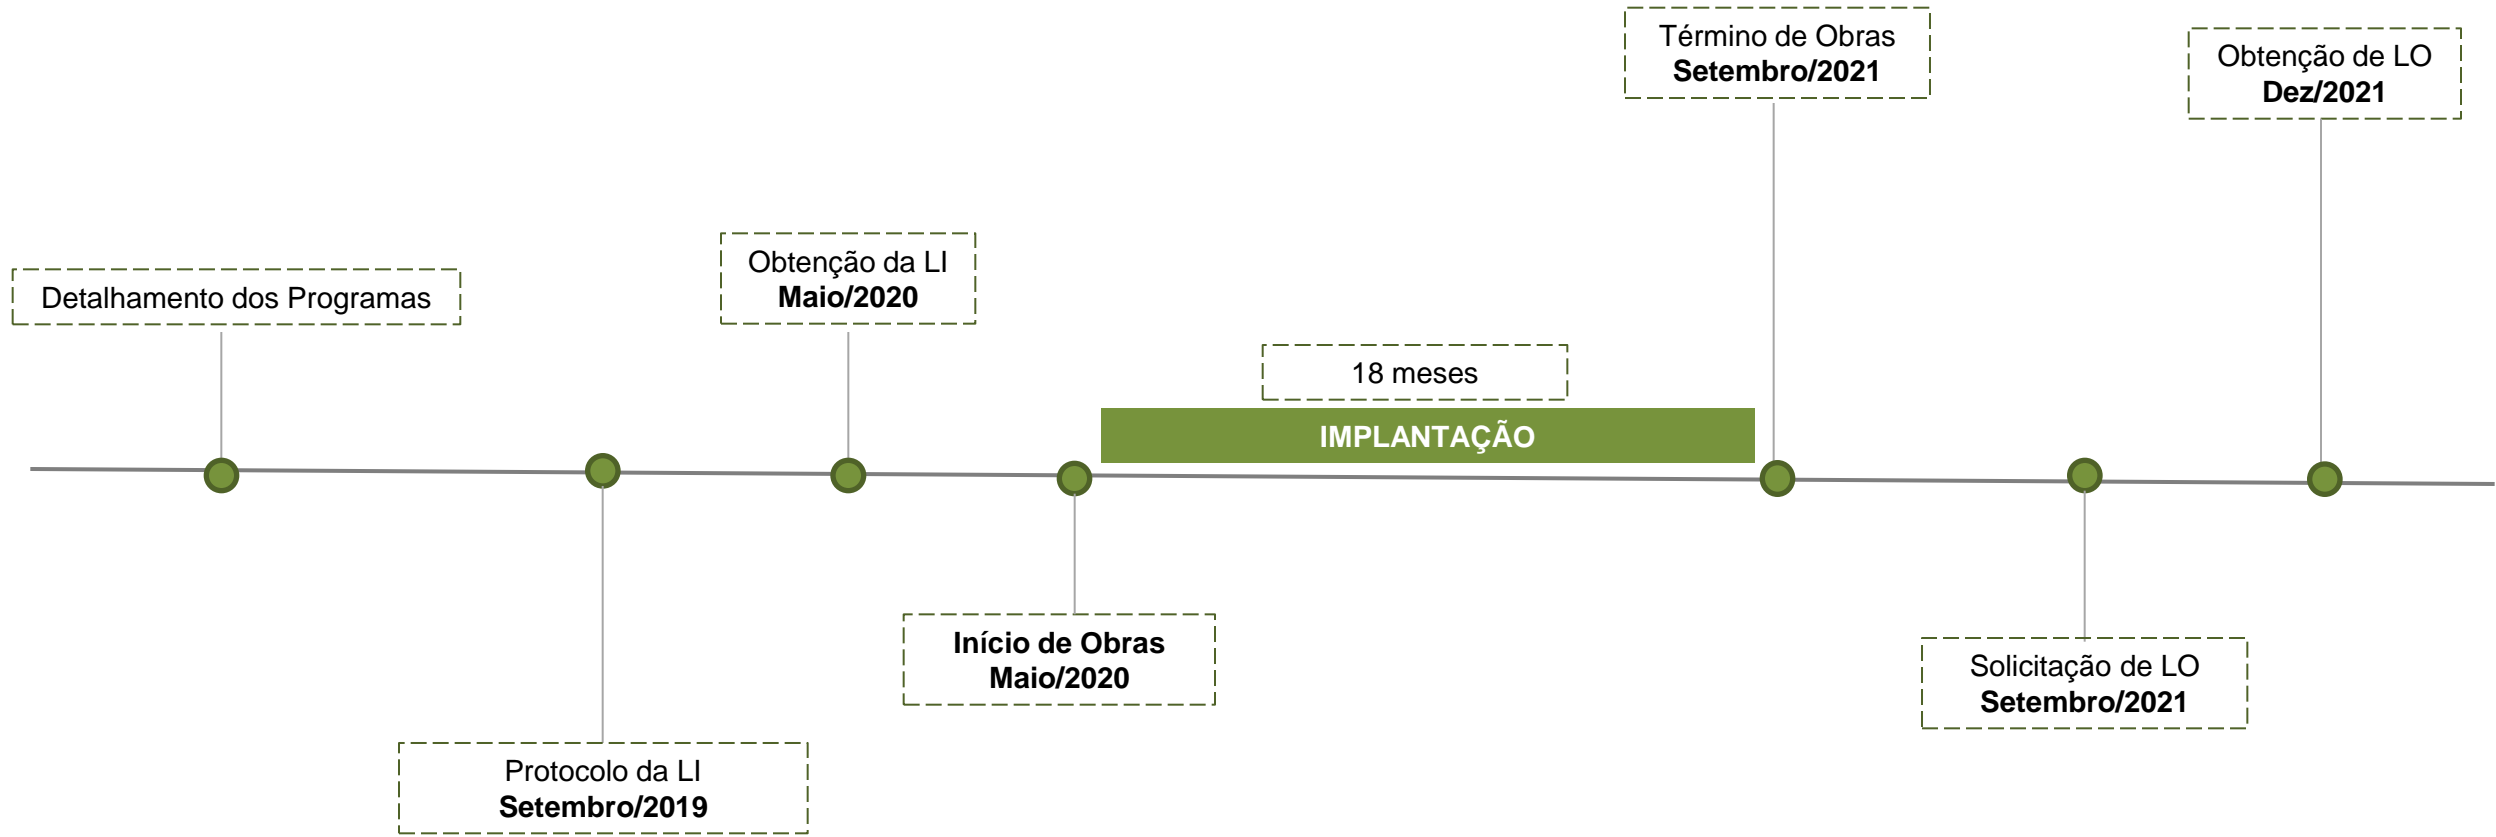 Detalhamento dos Programas
Protocolo da LI
Setembro/2019
Obtenção da LI
Maio/2020
Início de Obras
Maio/2020
18 meses
IMPLANTAÇÃO
Término de Obras
Setembro/2021
Solicitação de LO
Setembro/2021
Obtenção de LO
Dez/2021